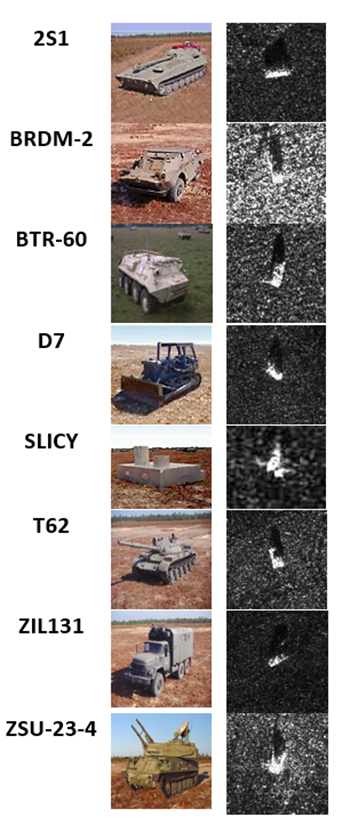 2S1
BRDM-2
BTR-60
D7
SLICY
T62
ZIL131
ZSU-23-4